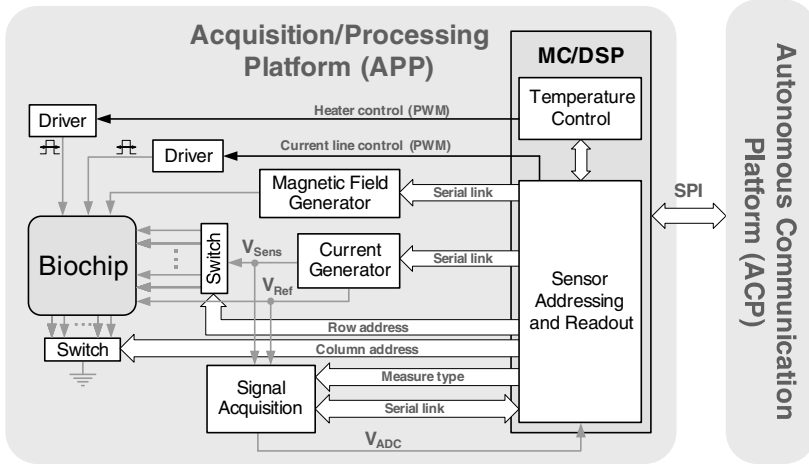 Acquisition/Processing
Platform (APP)
MC/DSP
Temperature
Control
Heater control (PWM)
Driver
Current line control (PWM)
Driver
Magnetic Field
Generator
Serial link
SPI
Autonomous Communication
Platform (ACP)
Biochip
Switch
VSens
Current
Generator
Serial link
VRef
Sensor
Addressing
and Readout
Row address
Switch
Column address
Signal
Acquisition
Measure type
Serial link
VADC